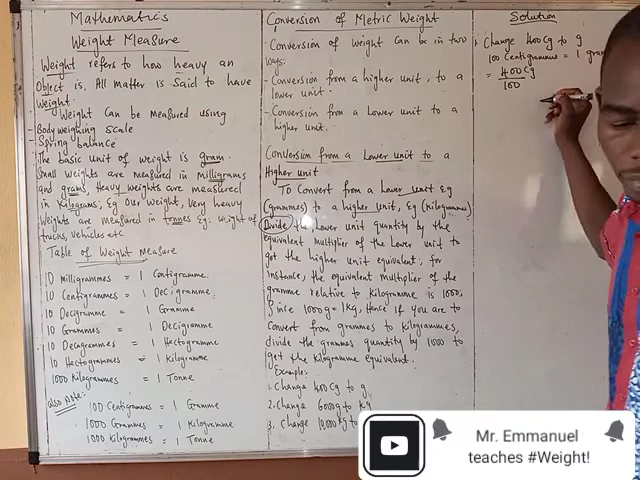 Mathematics
Weight Measure
Weight refers to how heavy an
Object is. All matter is Said to have
Weight.
Weight Can be Measured using
Bodyweighing Scale
Spring balance
The basic unit of weight is gram.
Small weights are measured in milligrams
and grams, Heavy weights are measured
in Kilograms; Eg Our weight, Very heavy
Weights are measured in tonnes Eg: weight of
trucks, vehicles etc
Table of Weight Measure
10 milligrammes = 1 Centigramme.
10 Centigrammes = 1 Decigramme.
10 Decigramme = 1 Gramme
10 Grammes = 1 Decigramme
10 Decagrammes = 1 Hectogramme
10 Hectogrammes = 1 Kilogramme
1000 Kilogrammes = 1 Tonne
also Note:
100 Centigrammes = 1 Gramme
1000 Grammes = 1 Kilogramme
1000 Kilogrammes = 1 Tonne
Conversion of Metric Weight
Conversion of weight Can be in two
ways:
- Conversion from a higher unit, to a
lower unit.
- Conversion from a Lower unit to a
higher unit.
Conversion from a Lower unit to a
Higher unit
To Convert from a Lower unit Eg
(grammes) to a higher unit, Eg (Kilogrammes)
Divide the Lower unit quantity by the
equivalent multiplier of the Lower unit to
get the higher unit equivalent; for
instance, the equivalent multiplier of the
gramme relative to Kilogramme is 1000.
Since 1000g = 1Kg, Hence if you are to
Convert from grammes to Kilogrammes,
divide the grammes quantity by 1000 to
get the Kilogramme equivalent.
Example:
1. Change 400Cg to g
2. Change 6000g to Kg
3. Change 10,000 Kg to
Solution
1. Change 400Cg to g
100 Centigrammes = 1 gram
= 400Cg
100
Mr. Emmanuel
teaches #Weight!